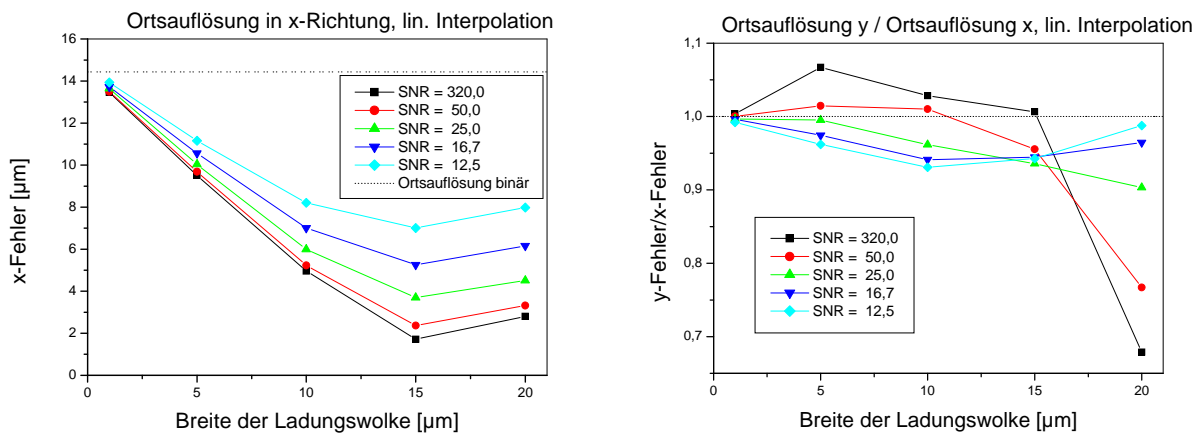 Ortsauflösung in x-Richtung, lin. Interpolation
16
14
12
10
8
6
4
2
0
x-Fehler [µm]
SNR = 320,0
SNR = 50,0
SNR = 25,0
SNR = 16,7
SNR = 12,5
Ortsauflösung binär
0 5 10 15 20
Breite der Ladungswolke [µm]
Ortsauflösung y / Ortsauflösung x, lin. Interpolation
1,1
1,0
0,9
0,8
0,7
y-Fehler/x-Fehler
SNR = 320,0
SNR = 50,0
SNR = 25,0
SNR = 16,7
SNR = 12,5
0 5 10 15 20
Breite der Ladungswolke [µm]